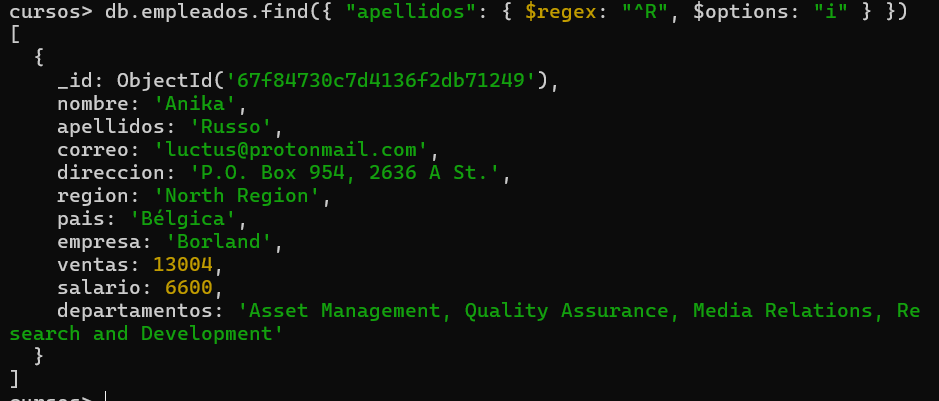 cursos> db.empleados.find({ "apellidos": { $regex: "^R", $options: "i" } })
[
  {
    _id: ObjectId('67f84730c7d4136f2db71249'),
    nombre: 'Anika',
    apellidos: 'Russo',
    correo: 'luctus@protonmail.com',
    direccion: 'P.O. Box 954, 2636 A St.',
    region: 'North Region',
    pais: 'Bélgica',
    empresa: 'Borland',
    ventas: 13004,
    salario: 6600,
    departamentos: 'Asset Management, Quality Assurance, Media Relations, Re
search and Development'
  }
]
cursos>